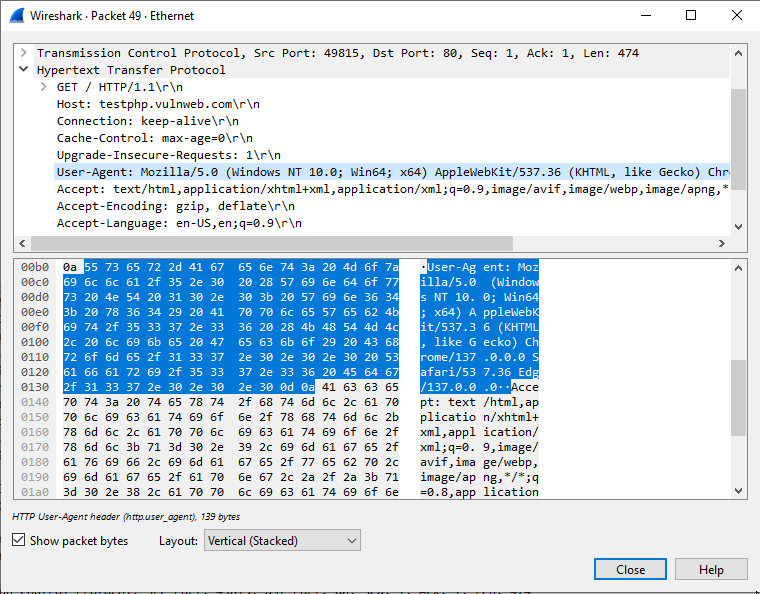 Wireshark · Packet 49 · Ethernet
Transmission Control Protocol, Src Port: 49815, Dst Port: 80, Seq: 1, Ack: 1, Len: 474
Hypertext Transfer Protocol
GET / HTTP/1.1\r\n
Host: testphp.vulnweb.com\r\n
Connection: keep-alive\r\n
Cache-Control: max-age=0\r\n
Upgrade-Insecure-Requests: 1\r\n
User-Agent: Mozilla/5.0 (Windows NT 10.0; Win64; x64) AppleWebKit/537.36 (KHTML, like Gecko) Chr
Accept: text/html,application/xhtml+xml,application/xml;q=0.9,image/avif,image/webp,image/apng,*
Accept-Encoding: gzip, deflate\r\n
Accept-Language: en-US,en;q=0.9\r\n
00b0 0a 55 73 65 72 2d 41 67 65 6e 74 3a 20 4d 6f 7a ·User-Ag ent: Moz
00c0 69 6c 6c 61 2f 35 2e 30 20 28 57 69 6e 64 6f 77 illa/5.0 (Window
00d0 73 20 4e 54 20 31 30 2e 30 3b 20 57 69 6e 36 34 s NT 10. 0; Win64
00e0 3b 20 78 36 34 29 20 41 70 70 6c 65 57 65 62 4b ; x64) A ppleWebK
00f0 69 74 2f 35 33 37 2e 33 36 20 28 4b 48 54 4d 4c it/537.3 6 (KHTML
0100 2c 20 6c 69 6b 65 20 47 65 63 6b 6f 29 20 43 68 , like G ecko) Ch
0110 72 6f 6d 65 2f 31 33 37 2e 30 2e 30 2e 30 20 53 rome/137 .0.0.0 S
0120 61 66 61 72 69 2f 35 33 37 2e 33 36 20 45 64 67 afari/53 7.36 Edg
0130 2f 31 33 37 2e 30 2e 30 2e 30 0d 0a 41 63 63 65 /137.0.0 .0··Acce
0140 70 74 3a 20 74 65 78 74 2f 68 74 6d 6c 2c 61 70 pt: text /html,ap
0150 70 6c 69 63 61 74 69 6f 6e 2f 78 68 74 6d 6c 2b plicatio n/xhtml+
0160 78 6d 6c 2c 61 70 70 6c 69 63 61 74 69 6f 6e 2f xml,appl ication/
0170 78 6d 6c 3b 71 3d 30 2e 39 2c 69 6d 61 67 65 2f xml;q=0. 9,image/
0180 61 76 69 66 2c 69 6d 61 67 65 2f 77 65 62 70 2c avif,ima ge/webp,
0190 69 6d 61 67 65 2f 61 70 6e 67 2c 2a 2f 2a 3b 71 image/ap ng,*/*;q
01a0 3d 30 2e 38 2c 61 70 70 6c 69 63 61 74 69 6f 6e =0.8,app lication
HTTP User-Agent header (http.user_agent), 139 bytes
Show packet bytes Layout: Vertical (Stacked)
Close Help